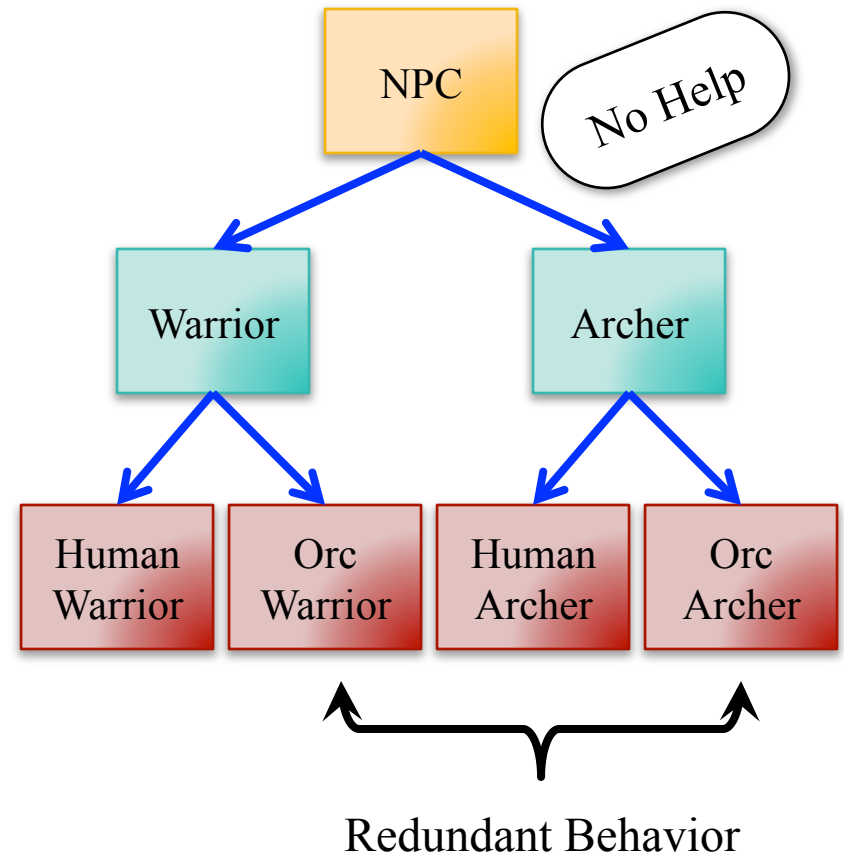 NPC
No Help
Warrior
Archer
Human
Warrior
Orc
Warrior
Human
Archer
Orc
Archer
Redundant Behavior